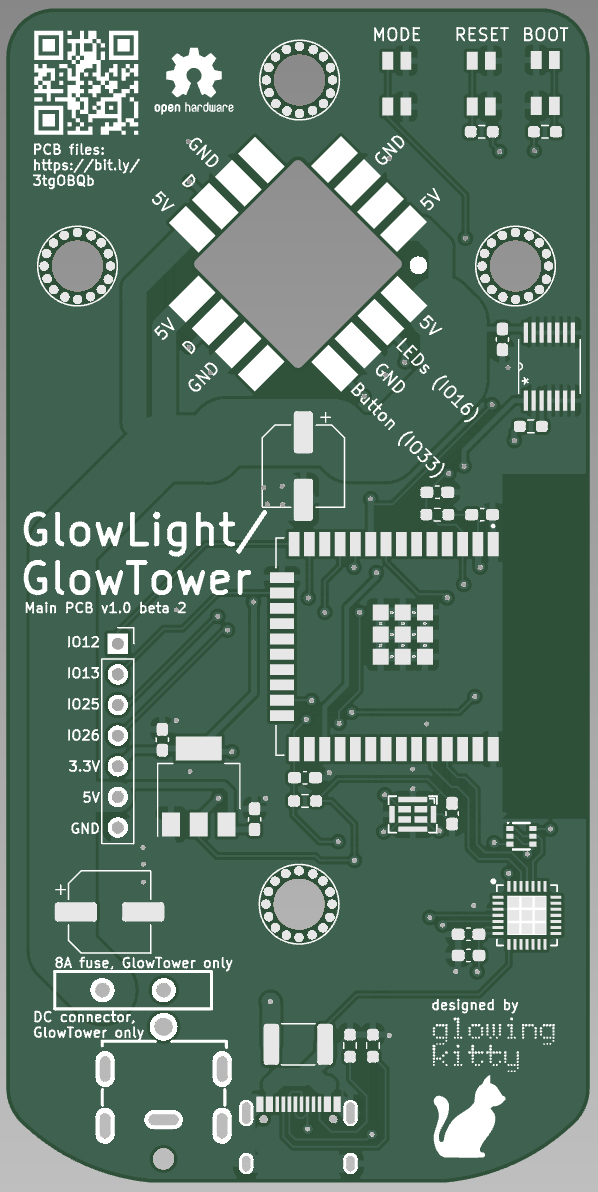 MODE
RESET
BOOT
open hardware
PCB files:
https://bit.ly/
3tgOBQb
GND
D
5V
GND
5V
5V
D
GND
5V
GND
LEDs (IO16)
Button (IO33)
+
*
GlowLight/
GlowTower
Main PCB v1.0 beta 2
IO12
IO13
IO25
IO26
3.3V
5V
GND
+
8A fuse, GlowTower only
DC connector,
GlowTower only
designed by
glowing
kitty